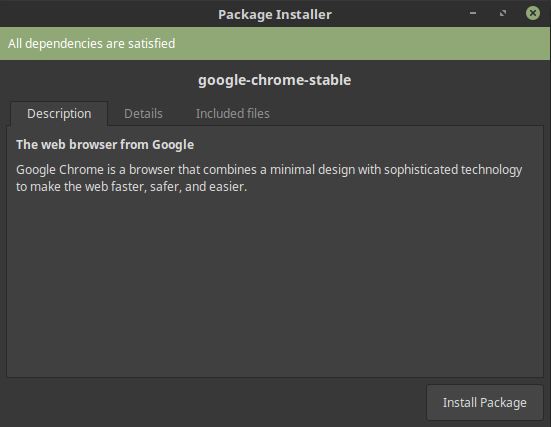 Package Installer
All dependencies are satisfied
google-chrome-stable
Description Details Included files
The web browser from Google
Google Chrome is a browser that combines a minimal design with sophisticated technology
to make the web faster, safer, and easier.
Install Package